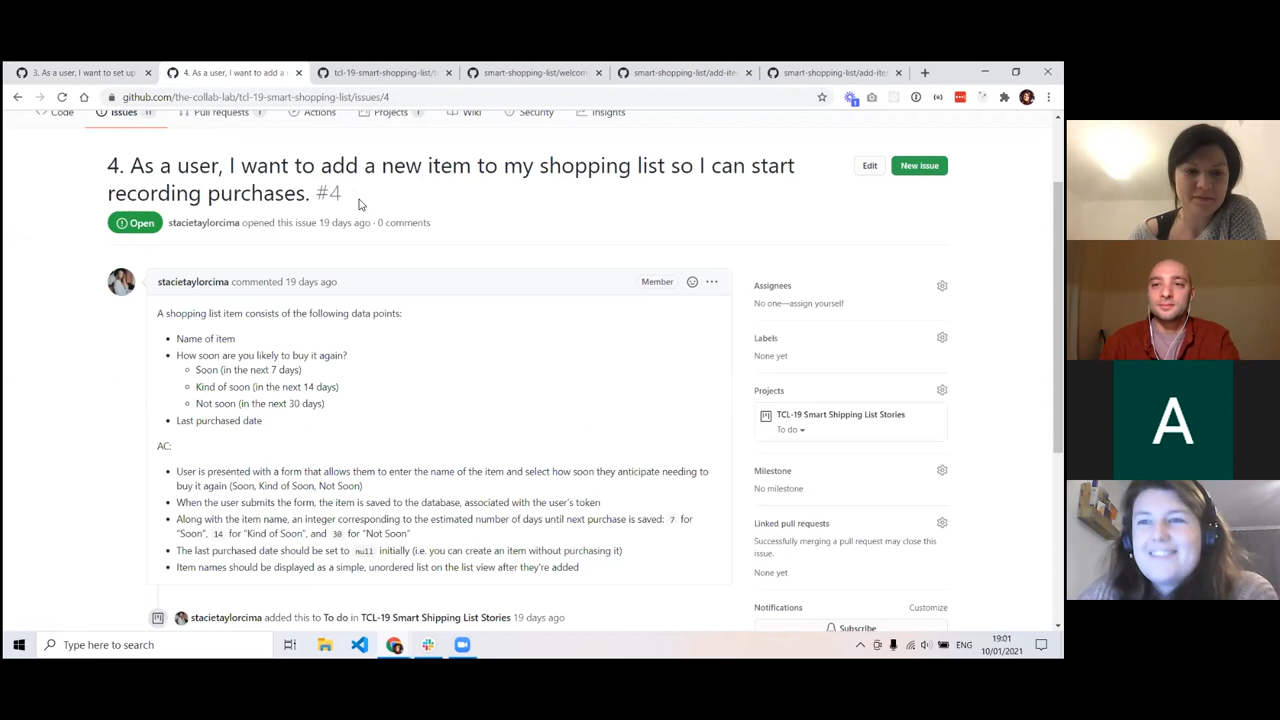 3. As a user, I want to set up
4. As a user, I want to add a
tcl-19-smart-shopping-list/
smart-shopping-list/welcom
smart-shopping-list/add-ite
smart-shopping-list/add-ite
github.com/the-collab-lab/tcl-19-smart-shopping-list/issues/4
Code
Issues 11
Pull requests 1
Actions
Projects 1
Wiki
Security
Insights
4. As a user, I want to add a new item to my shopping list so I can start
recording purchases. #4
Edit
New issue
Open
stacietaylorcima opened this issue 19 days ago · 0 comments
stacietaylorcima commented 19 days ago
Member
A shopping list item consists of the following data points:
Name of item
How soon are you likely to buy it again?
Soon (in the next 7 days)
Kind of soon (in the next 14 days)
Not soon (in the next 30 days)
Last purchased date
AC:
User is presented with a form that allows them to enter the name of the item and select how soon they anticipate needing to
buy it again (Soon, Kind of Soon, Not Soon)
When the user submits the form, the item is saved to the database, associated with the user's token
Along with the item name, an integer corresponding to the estimated number of days until next purchase is saved: 7 for
"Soon", 14 for "Kind of Soon", and 30 for "Not Soon"
The last purchased date should be set to null initially (i.e. you can create an item without purchasing it)
Item names should be displayed as a simple, unordered list on the list view after they're added
stacietaylorcima added this to To do in TCL-19 Smart Shipping List Stories 19 days ago
Assignees
No one—assign yourself
Labels
None yet
Projects
TCL-19 Smart Shipping List Stories
To do
Milestone
No milestone
Linked pull requests
Successfully merging a pull request may close this
issue.
None yet
Notifications
Customize
Subscribe
A
Type here to search
ENG
19:01
10/01/2021